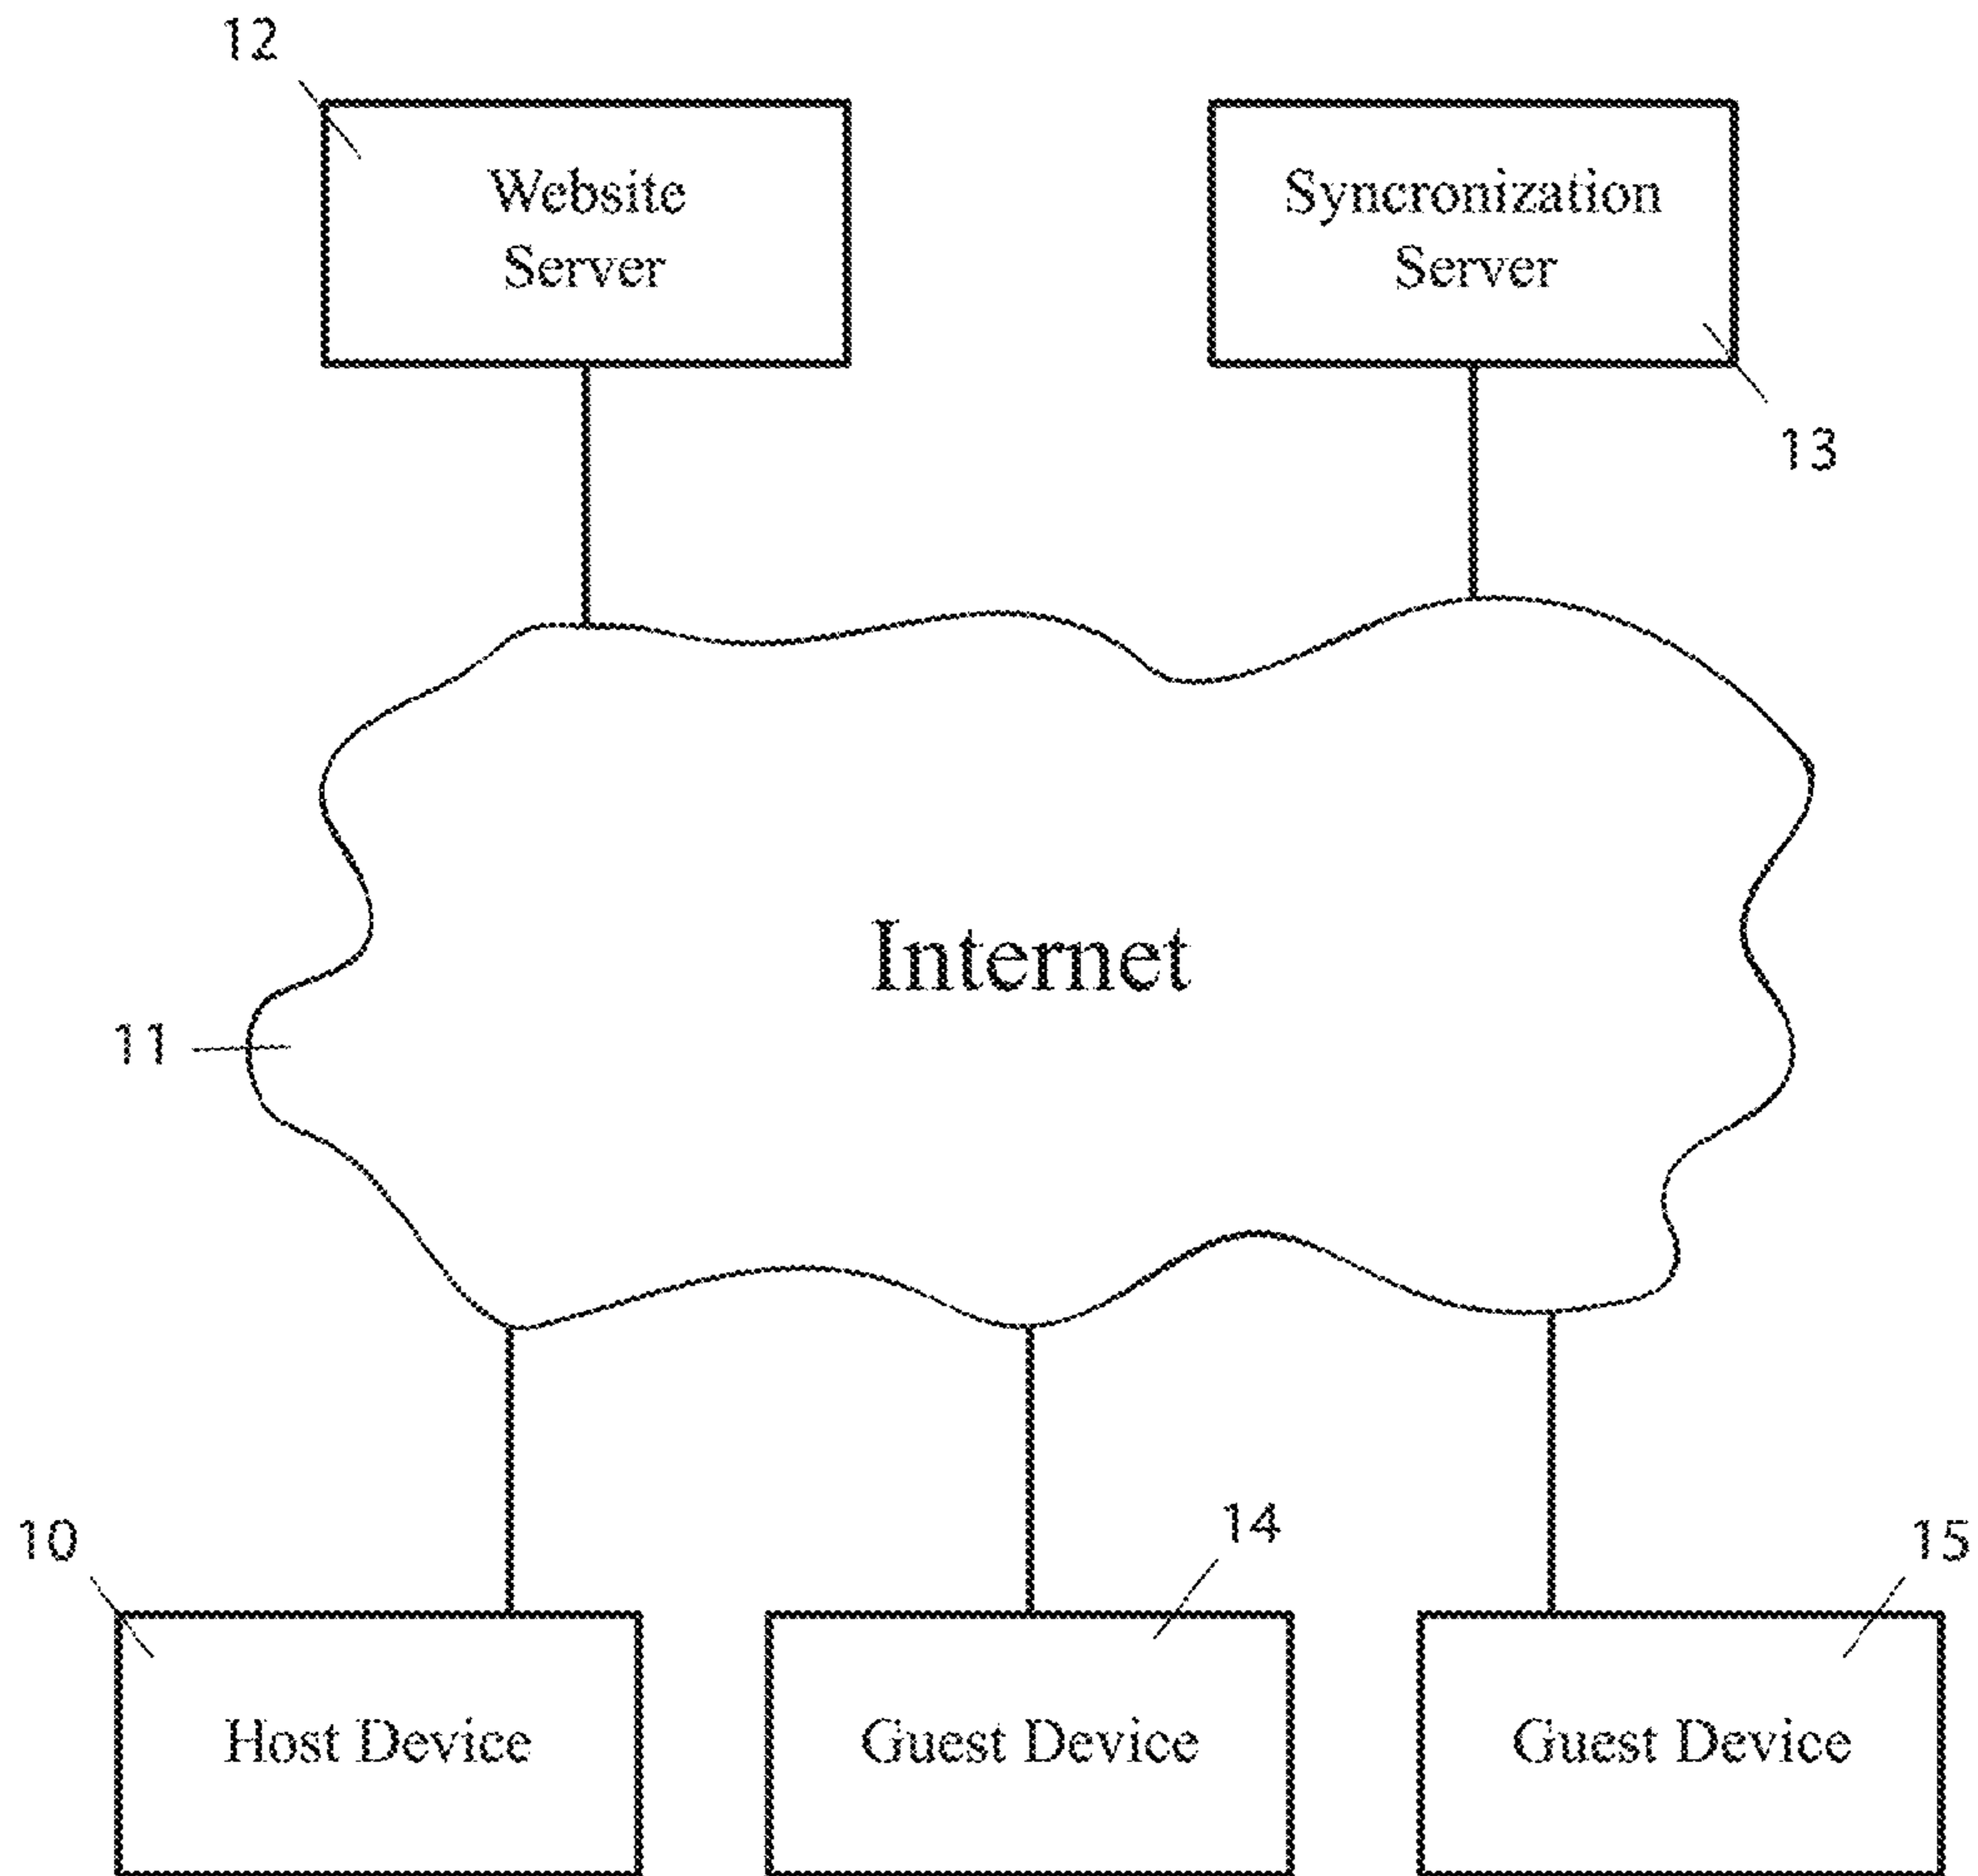 12
Website
Server
Syncronization
Server
13
Internet
11
10
14
15
Host Device
Guest Device
Guest Device